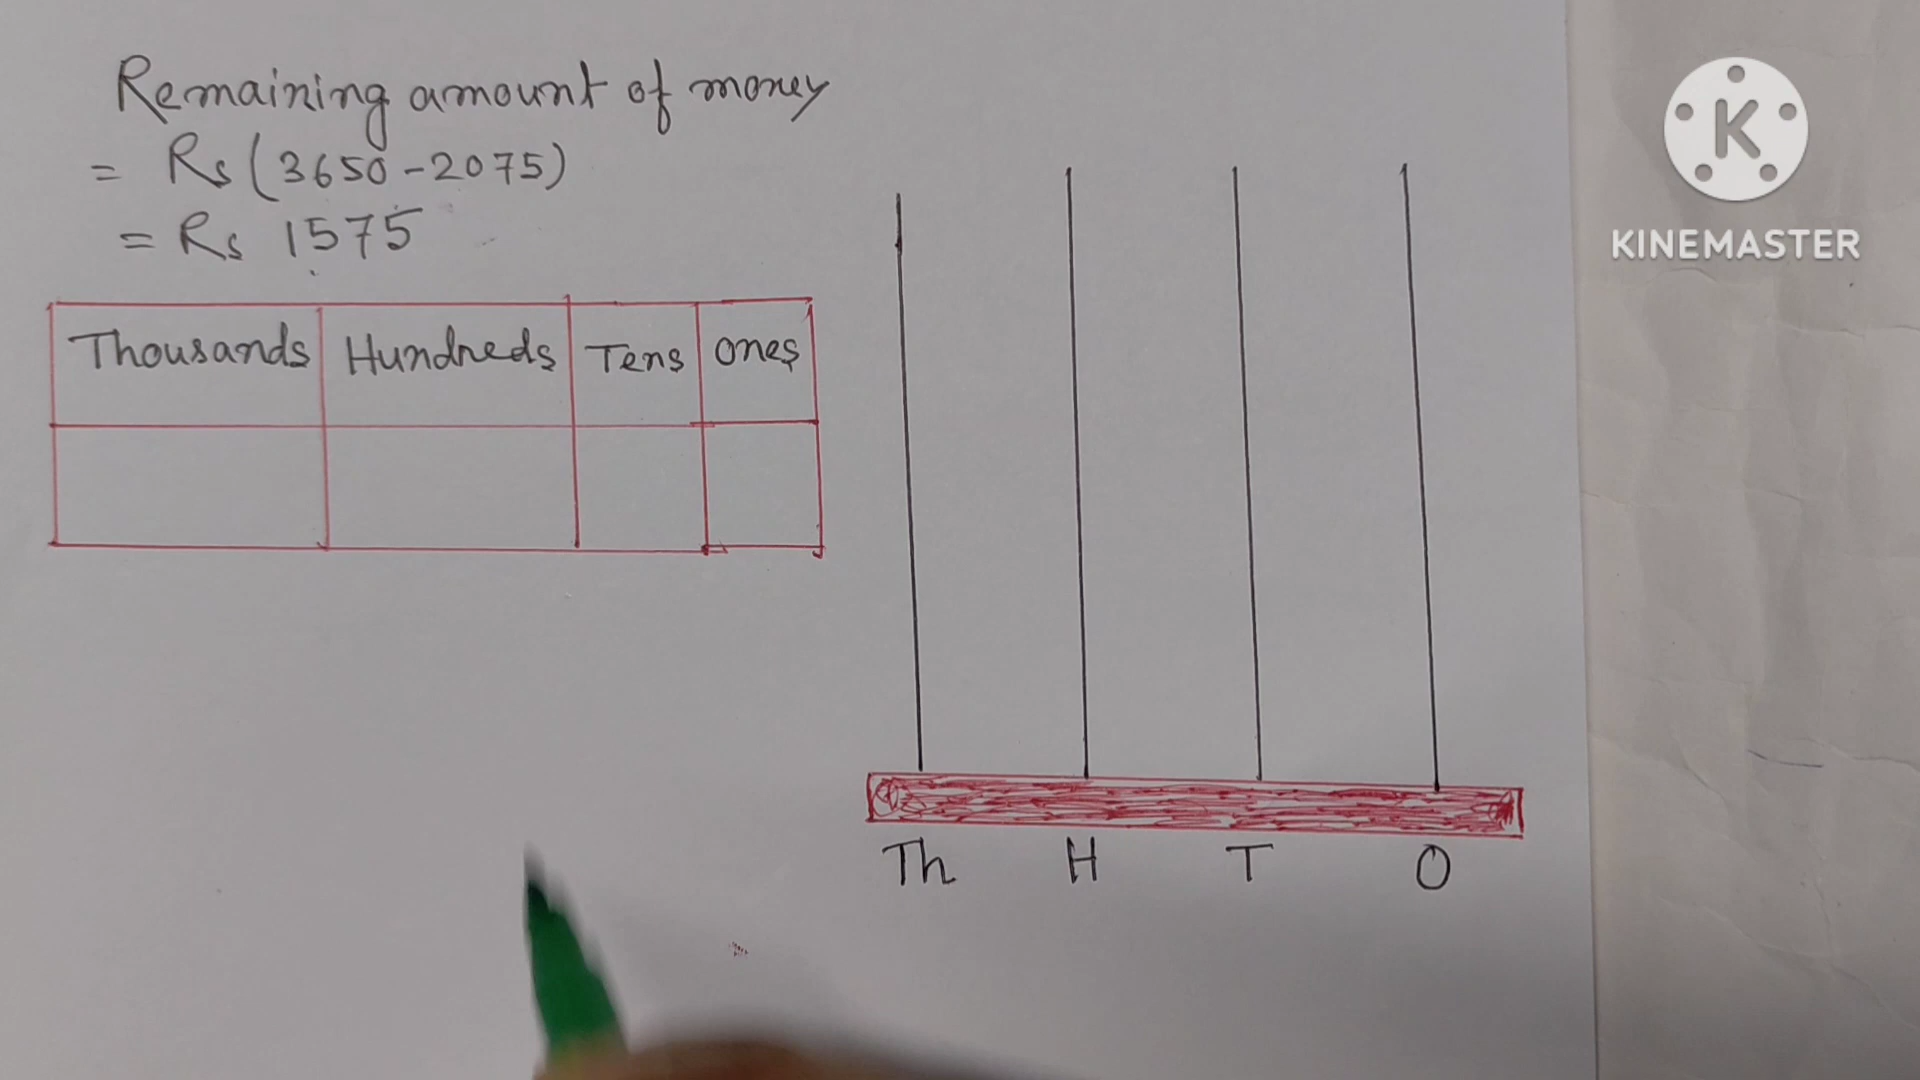 Remaining amount of money
= Rs (3650-2075)
= Rs 1575
Thousands Hundreds Tens Ones
Th H T O
K
KINEMASTER